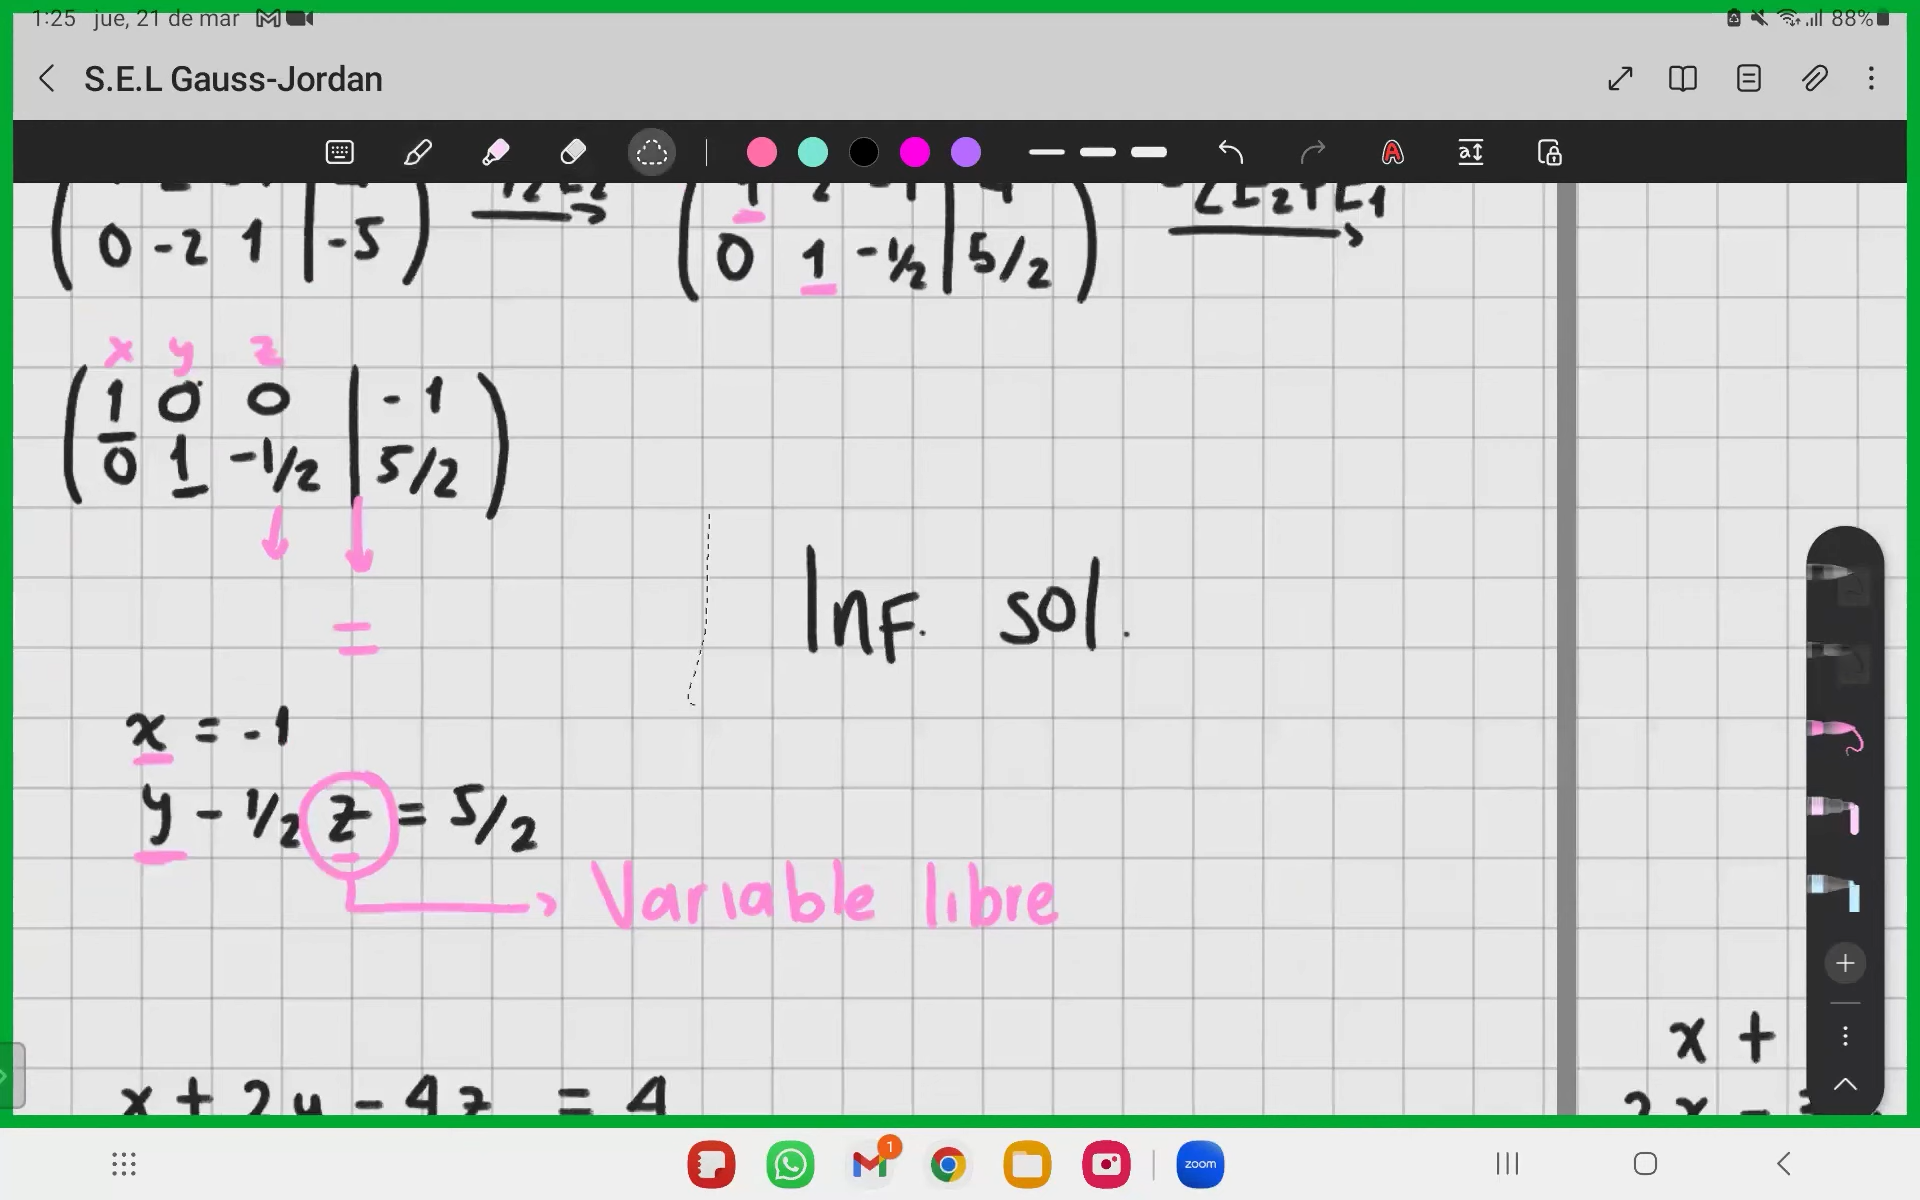 1:25 jue, 21 de mar 88%
S.E.L Gauss-Jordan
0 -2 1 | -5
0 1 -1/2 | 5/2
x y z
1 0 0 | -1
0 1 -1/2 | 5/2
=
Inf. sol.
x = -1
y - 1/2 z = 5/2
Variable libre
x +
x + 2y - 4z = 4
1
zoom